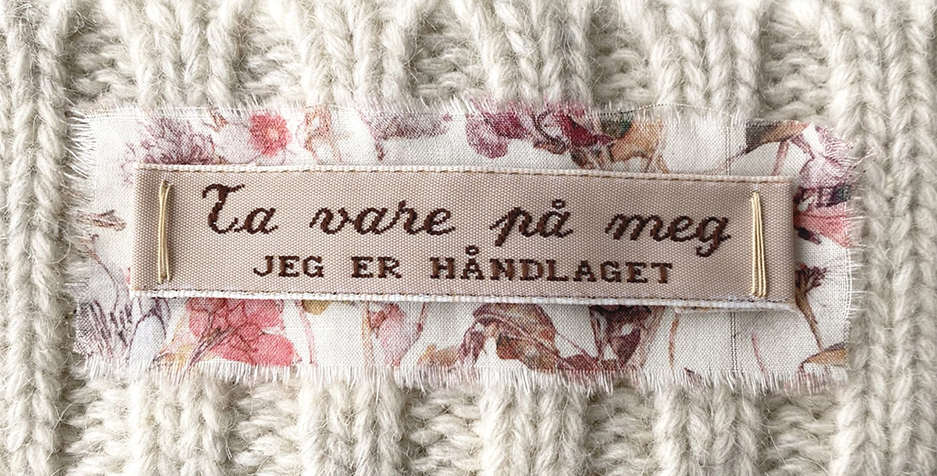 Ta vare på meg
JEG ER HÅNDLAGET